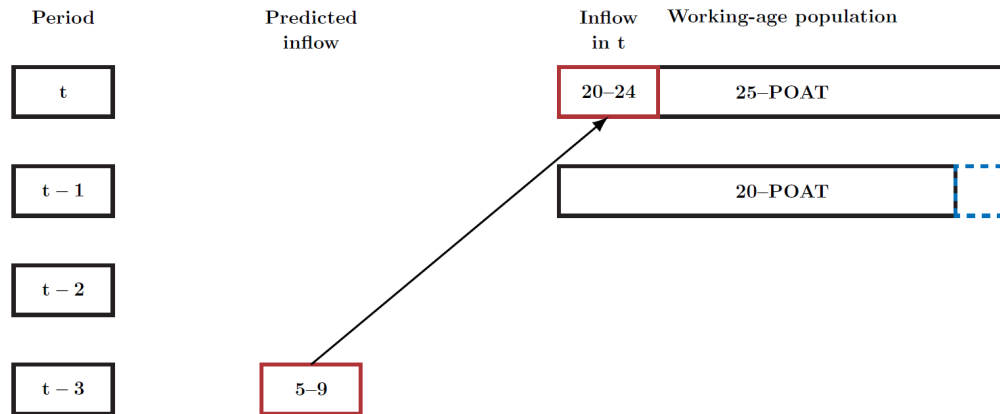 Period
Predicted
inflow
Inflow
in t
Working-age population
t
20–24
25–POAT
t − 1
20–POAT
t − 2
t − 3
5–9